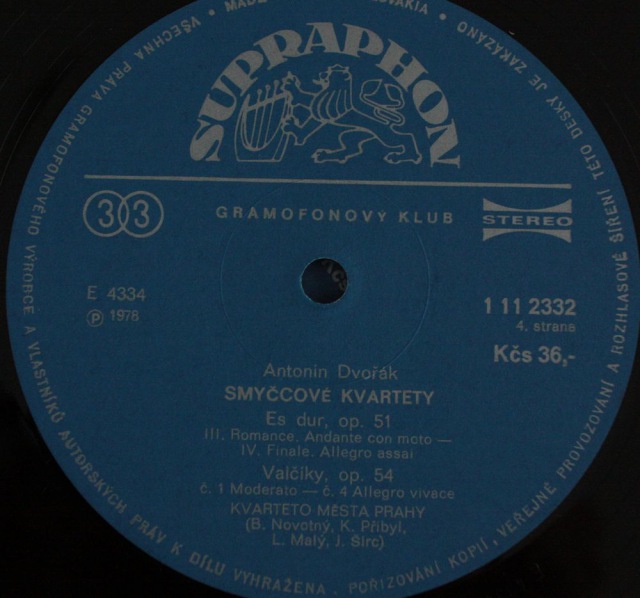 SUPRAPHON
33
GRAMOFONOVÝ KLUB
STEREO
E 4334
Ⓟ 1978
1 11 2332
4. strana
Kčs 36,-
Antonín Dvořák
SMYČCOVÉ KVARTETY
Es dur, op. 51
III. Romance. Andante con moto —
IV. Finale. Allegro assai
Valčíky, op. 54
č. 1 Moderato — č. 4 Allegro vivace
KVARTETO MĚSTA PRAHY
(B. Novotný, K. Přibyl,
L. Malý, J. Širc)
MADE
VŠECHNA PRÁVA GRAMOFONOVÉHO VÝROBCE A VLASTNÍKŮ AUTORSKÝCH PRÁV K DÍLU VYHRAŽENA. POŘIZOVÁNÍ KOPIÍ, VEŘEJNÉ PROVOZOVÁNÍ A ROZHLASOVÉ ŠÍŘENÍ TÉTO DESKY JE ZAKÁZÁNO